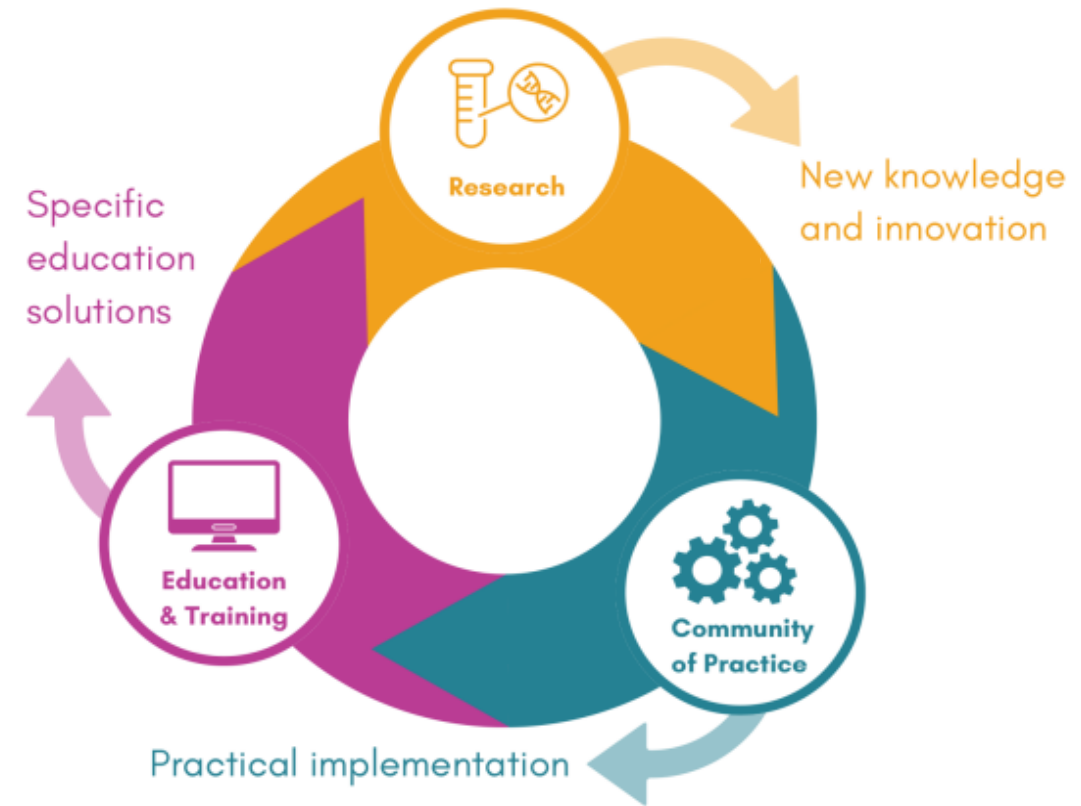 Research
New knowledge
and innovation
Specific
education
solutions
Education
& Training
Community
of Practice
Practical implementation